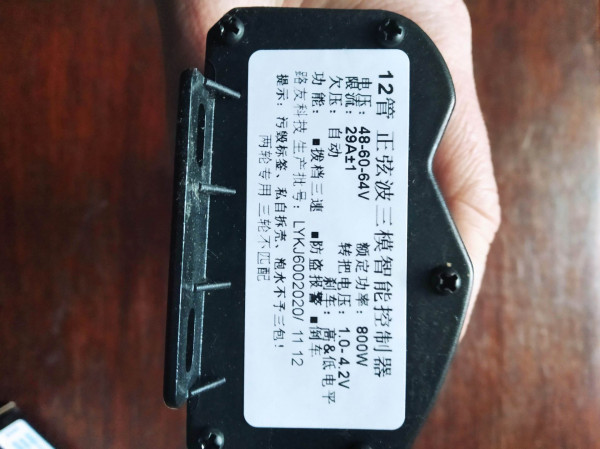 12管 正弦波三模智能控制器
电压：48-60-64V 额定功率：800W
限流：29A±1 转把电压：1.0-4.2V
欠压：自动 刹车：高&低电平
功能：■拨档三速 ■防盗报警 ■倒车
路友科技 生产批号：LYKJ6002020/ 11 12
提示：污毁标签、私自拆壳、泡水不予三包！
两轮专用 三轮不匹配